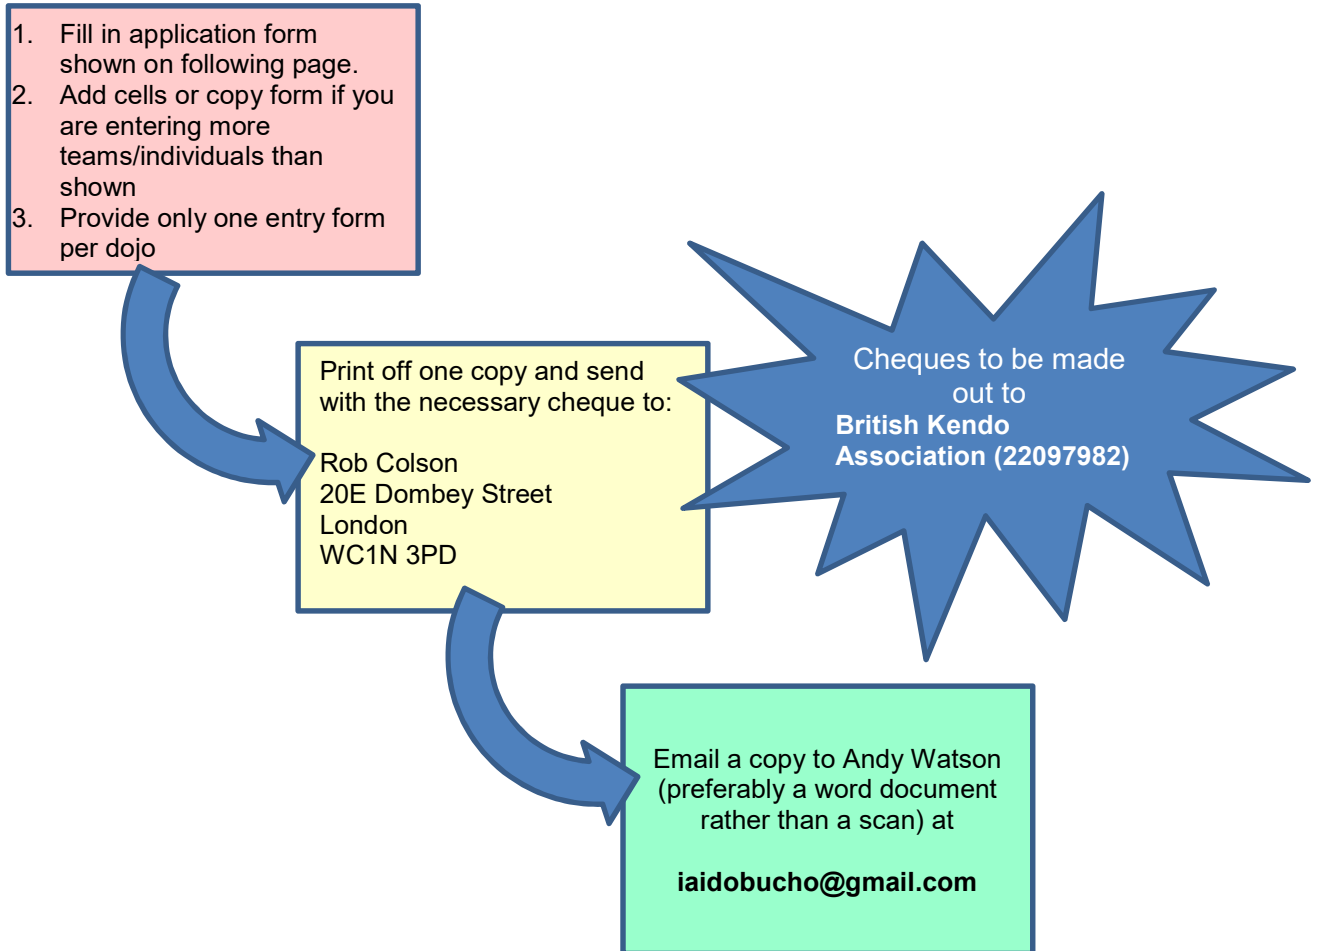 1. Fill in application form
shown on following page.
2. Add cells or copy form if you
are entering more
teams/individuals than
shown
3. Provide only one entry form
per dojo
Print off one copy and send
with the necessary cheque to:
Rob Colson
20E Dombey Street
London
WC1N 3PD
Cheques to be made
out to
British Kendo
Association (22097982)
Email a copy to Andy Watson
(preferably a word document
rather than a scan) at
iaidobucho@gmail.com